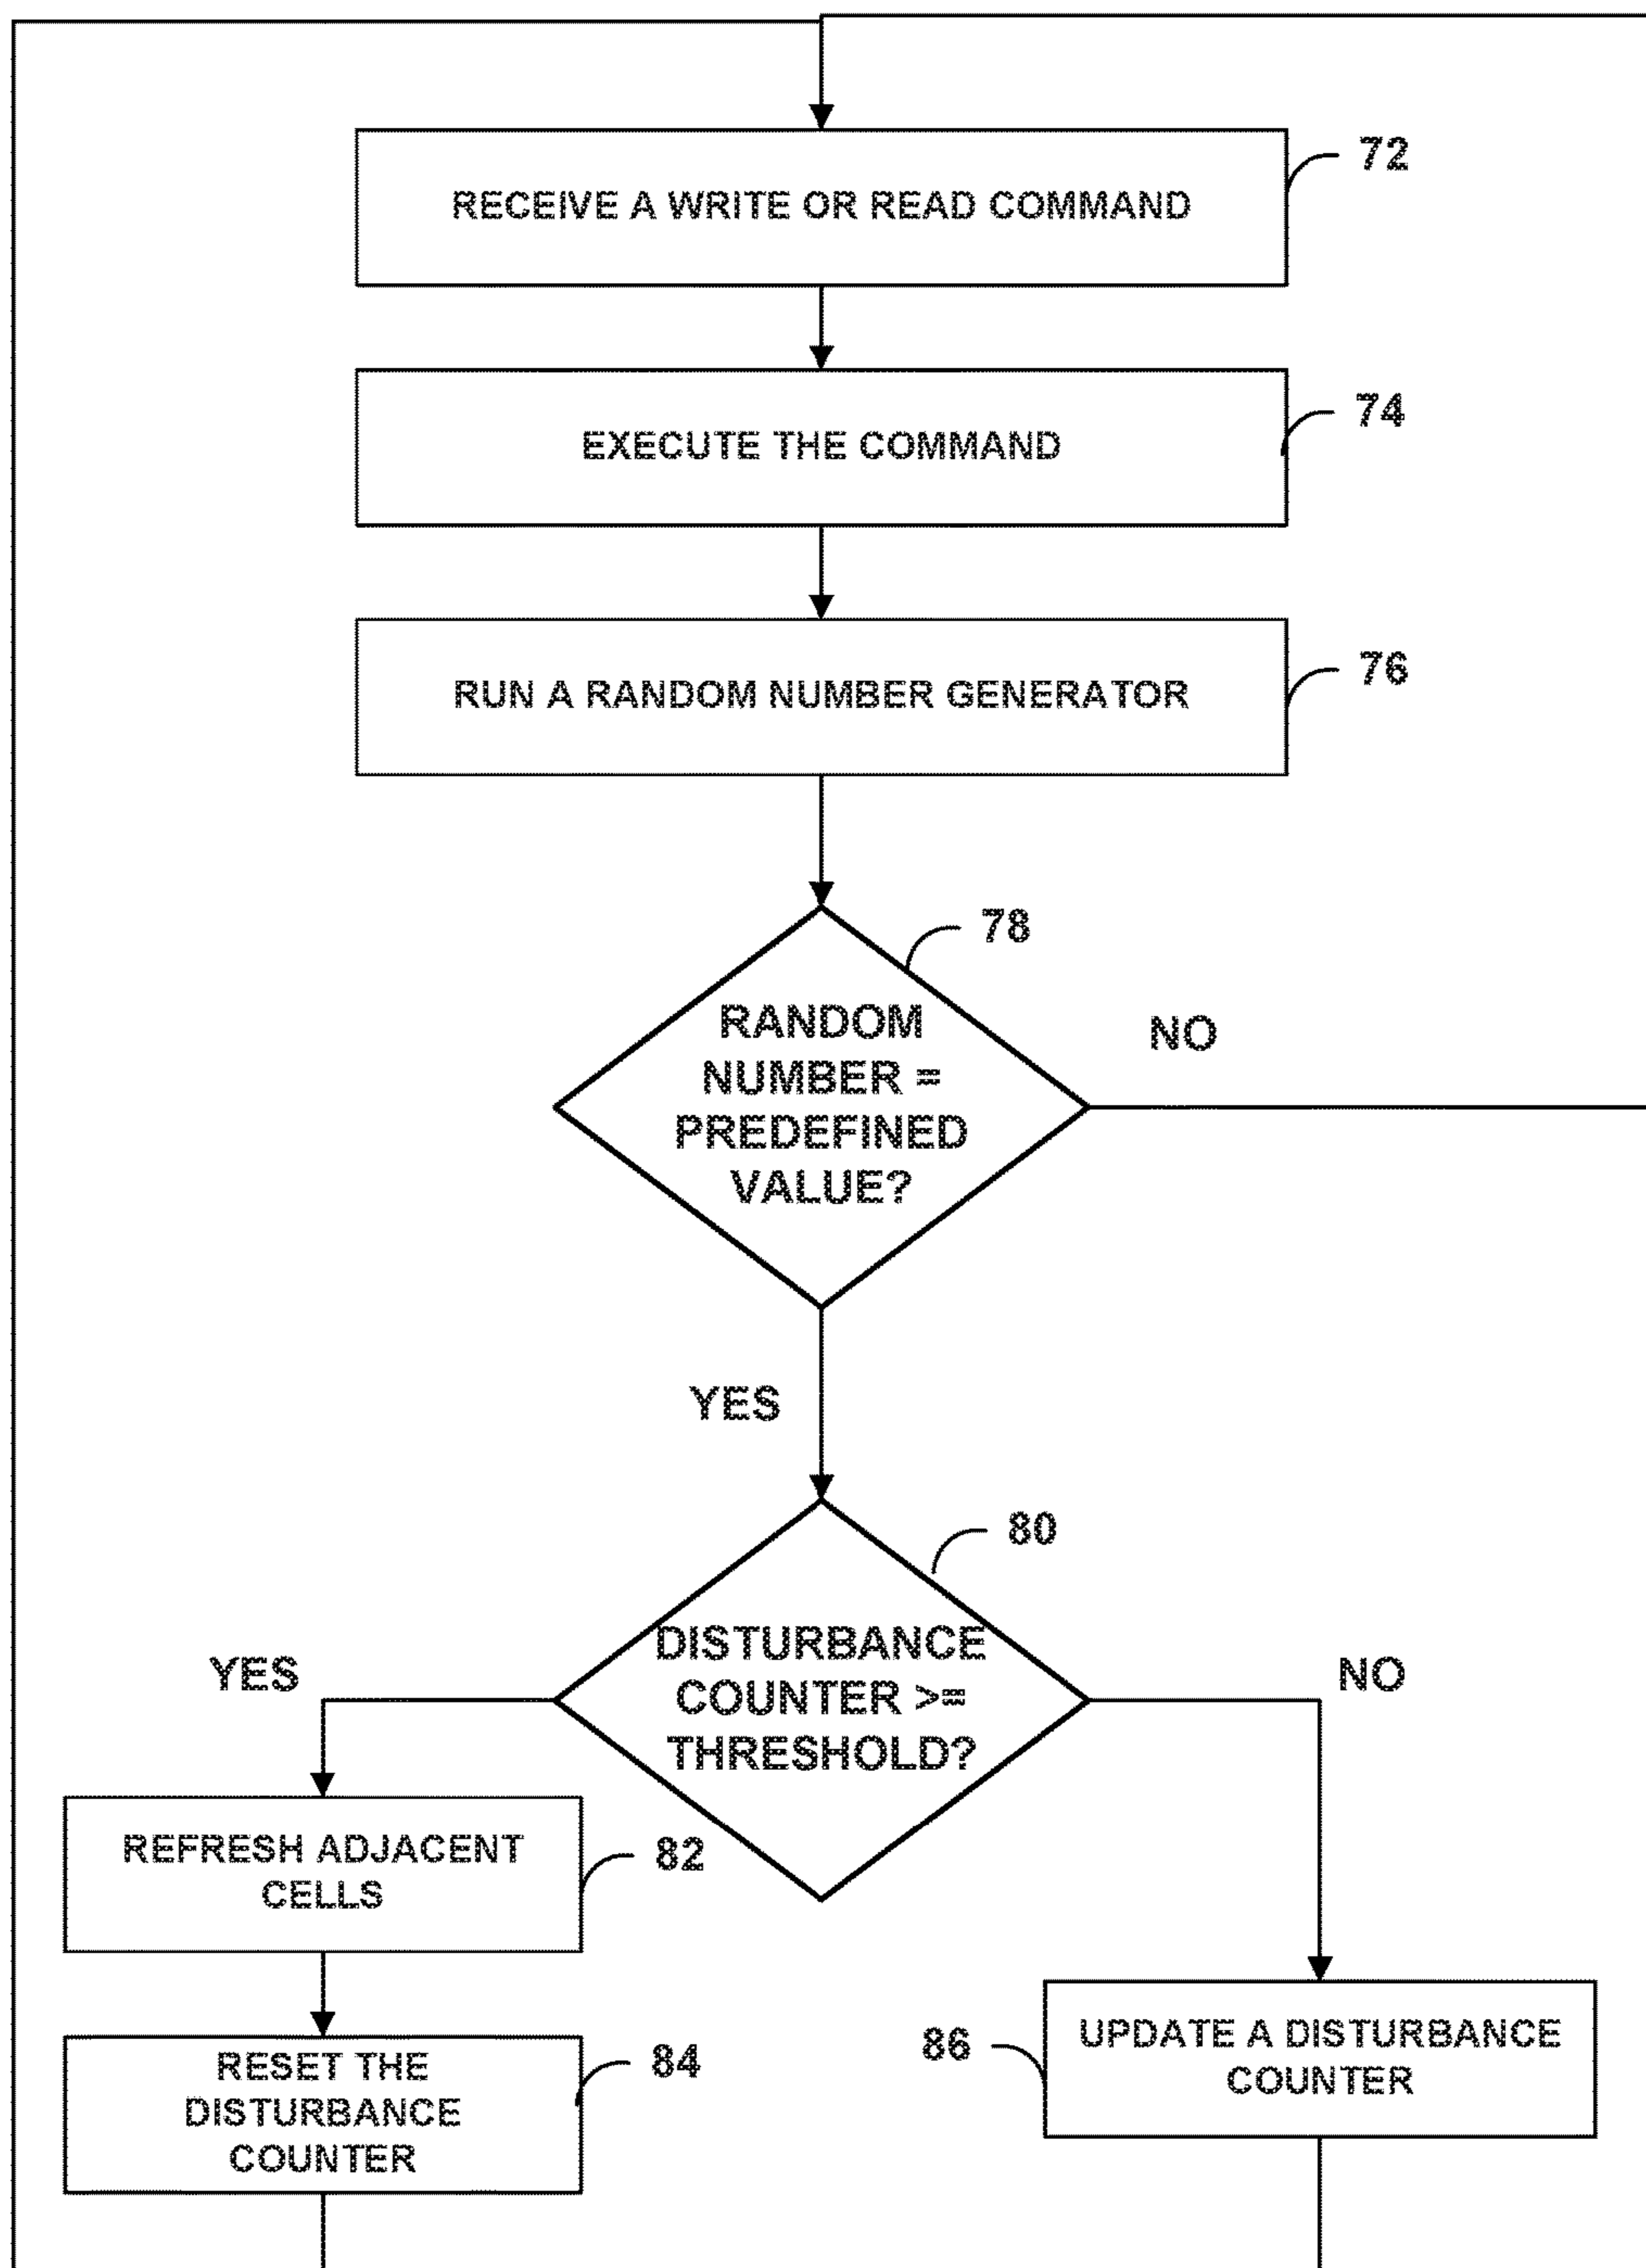 72
RECEIVE A WRITE OR READ COMMAND
74
EXECUTE THE COMMAND
76
RUN A RANDOM NUMBER GENERATOR
78
RANDOM
NUMBER =
PREDEFINED
VALUE?
NO
YES
80
DISTURBANCE
COUNTER >=
THRESHOLD?
YES
NO
REFRESH ADJACENT
CELLS
82
RESET THE
DISTURBANCE
COUNTER
84
86
UPDATE A DISTURBANCE
COUNTER